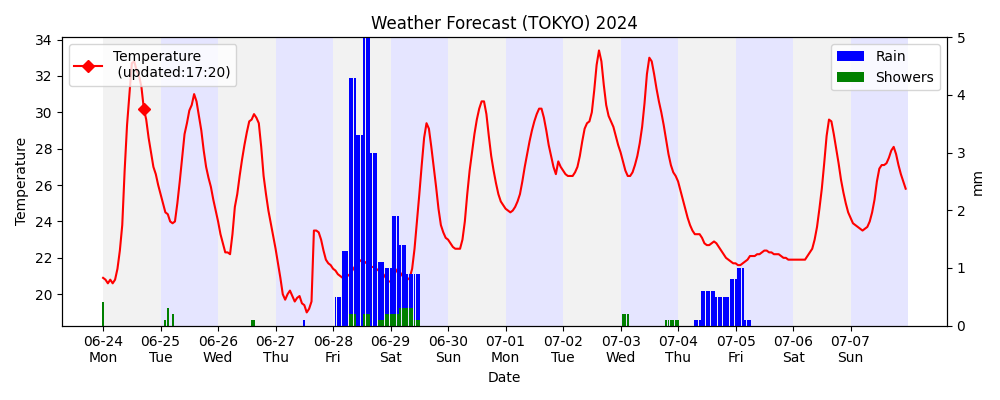 Weather Forecast (TOKYO) 2024
Temperature
(updated:17:20)
Rain
Showers
34
32
30
28
26
24
22
20
Temperature
5
4
3
2
1
0
mm
06-24 06-25 06-26 06-27 06-28 06-29 06-30 07-01 07-02 07-03 07-04 07-05 07-06 07-07
Mon Tue Wed Thu Fri Sat Sun Mon Tue Wed Thu Fri Sat Sun
Date